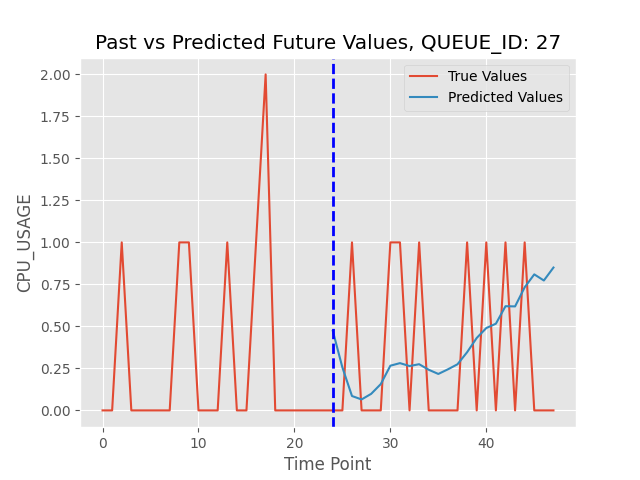 Past vs Predicted Future Values, QUEUE_ID: 27
True Values
Predicted Values
2.00
1.75
1.50
1.25
1.00
0.75
0.50
0.25
0.00
CPU_USAGE
0 10 20 30 40
Time Point